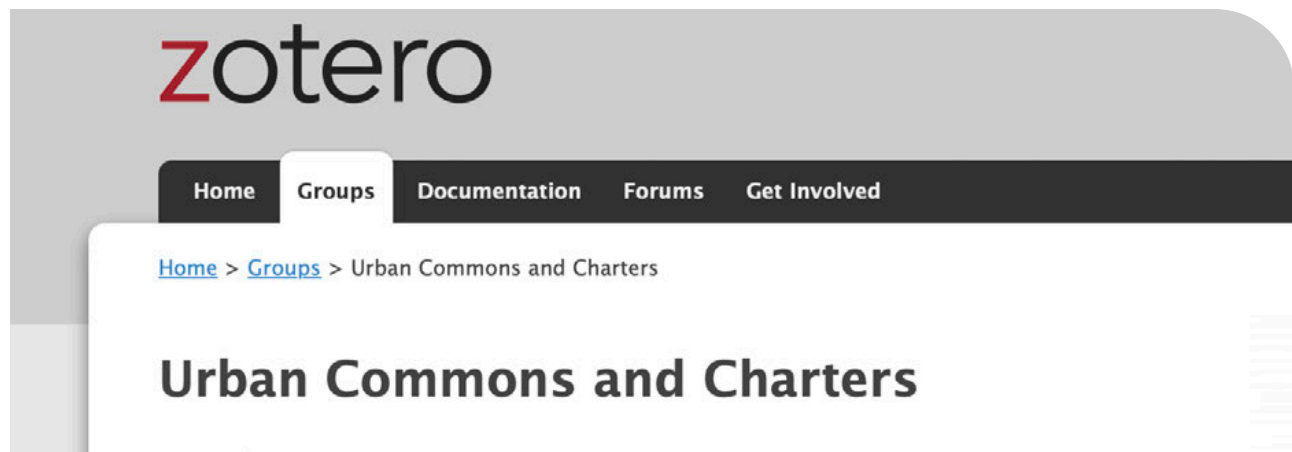 zotero
Home Groups Documentation Forums Get Involved
Home > Groups > Urban Commons and Charters
Urban Commons and Charters